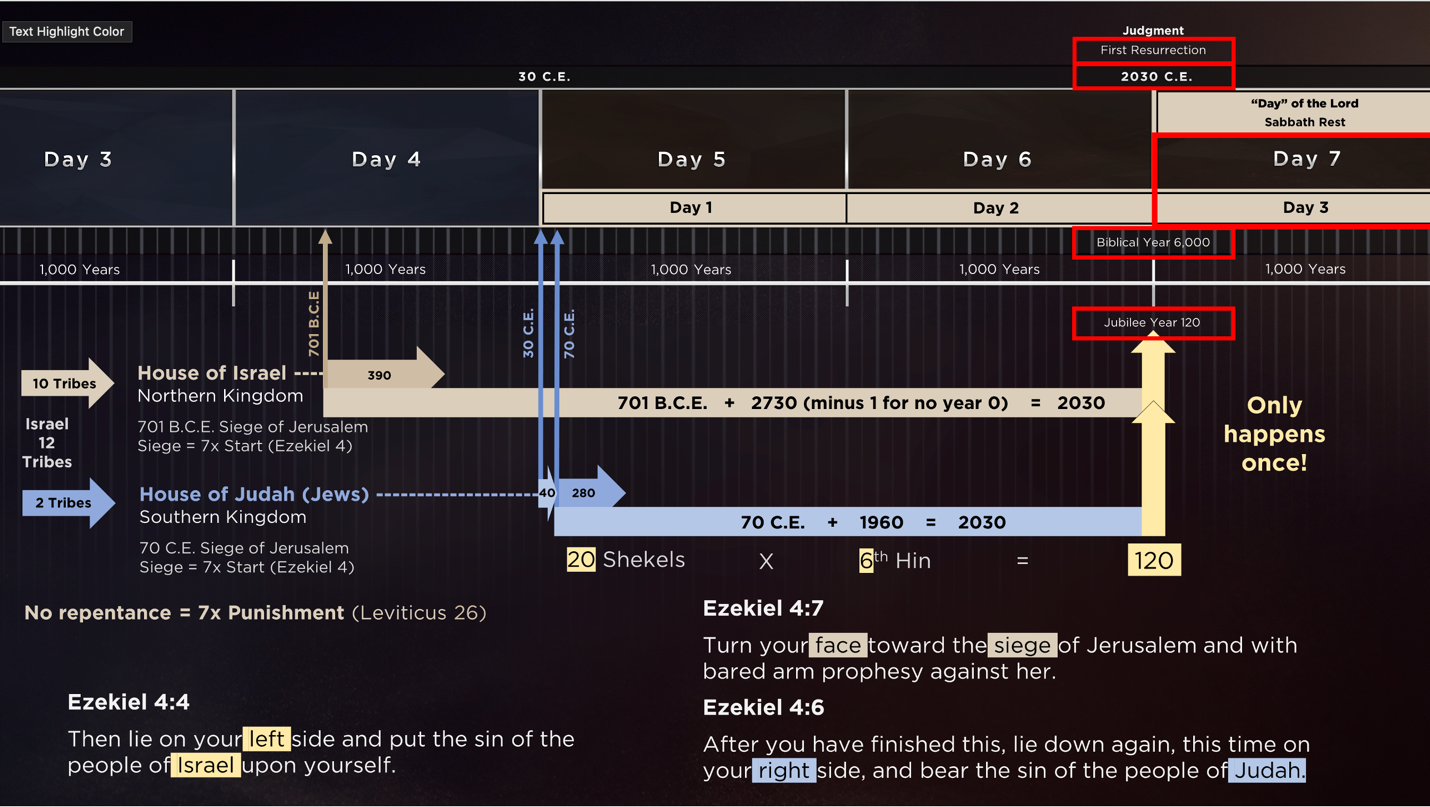 Text Highlight Color
Judgment
First Resurrection
30 C.E.
2030 C.E.
“Day” of the Lord
Sabbath Rest
Day 3
Day 4
Day 5
Day 6
Day 7
Day 1
Day 2
Day 3
Biblical Year 6,000
1,000 Years
1,000 Years
1,000 Years
1,000 Years
1,000 Years
701 B.C.E
30 C.E.
70 C.E.
Jubilee Year 120
10 Tribes
House of Israel
Northern Kingdom
390
701 B.C.E. + 2730 (minus 1 for no year 0) = 2030
701 B.C.E. Siege of Jerusalem
Siege = 7x Start (Ezekiel 4)
Israel
12
Tribes
Only
happens
once!
2 Tribes
House of Judah (Jews)
Southern Kingdom
40
280
70 C.E. + 1960 = 2030
70 C.E. Siege of Jerusalem
Siege = 7x Start (Ezekiel 4)
20 Shekels X 6th Hin = 120
No repentance = 7x Punishment (Leviticus 26)
Ezekiel 4:7
Turn your face toward the siege of Jerusalem and with
bared arm prophesy against her.
Ezekiel 4:4
Then lie on your left side and put the sin of the
people of Israel upon yourself.
Ezekiel 4:6
After you have finished this, lie down again, this time on
your right side, and bear the sin of the people of Judah.